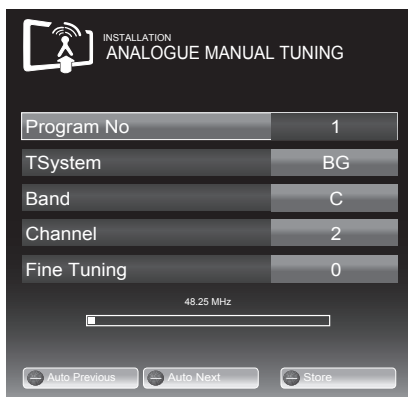 INSTALLATION
ANALOGUE MANUAL TUNING
Program No 1
TSystem BG
Band C
Channel 2
Fine Tuning 0
48.25 MHz
Auto Previous Auto Next Store